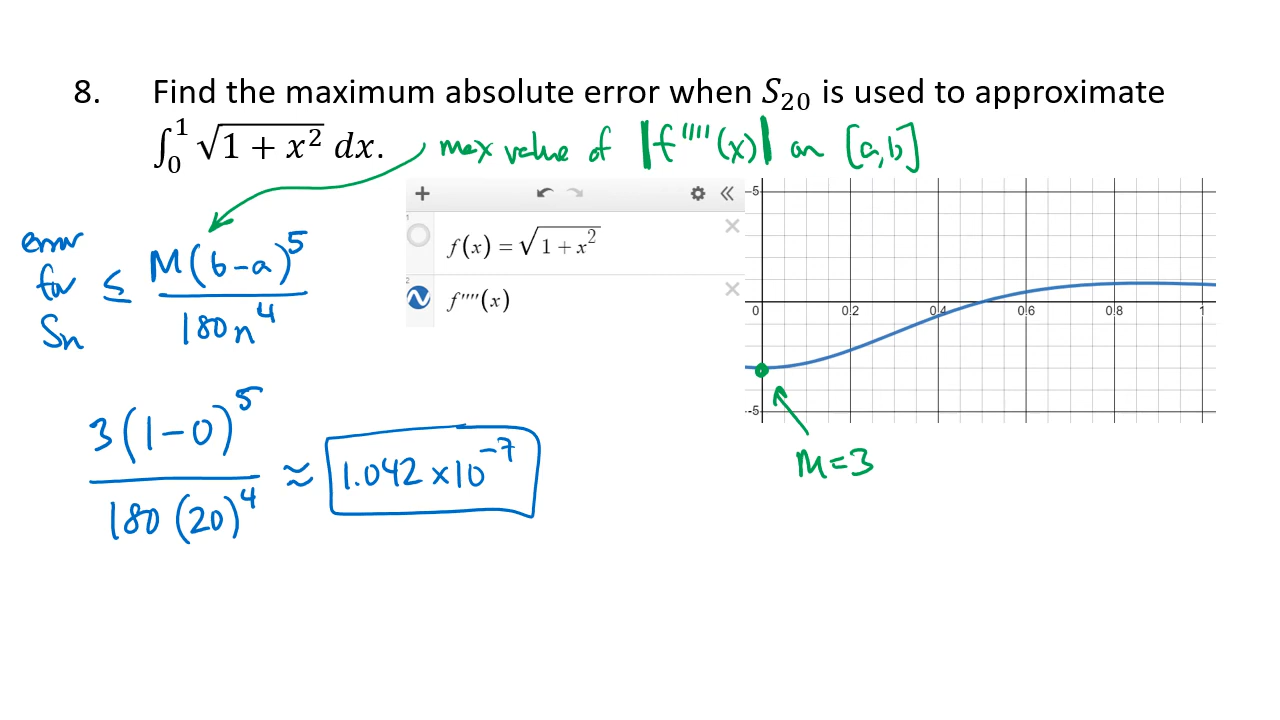 8. Find the maximum absolute error when S₂₀ is used to approximate
∫₀¹ √(1 + x²) dx.
max value of |f''''(x)| on [a,b]
error for Sn ≤ M(b-a)⁵ / 180n⁴
+
«
1
f(x) = √(1 + x²)
2
f''''(x)
5
0 0.2 0.4 0.6 0.8 1
-5
M=3
3(1-0)⁵ / 180(20)⁴ ≈ 1.042×10⁻⁷